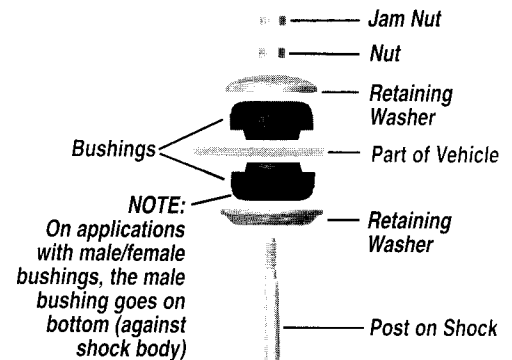 Jam Nut
Nut
Retaining
Washer
Bushings
Part of Vehicle
NOTE:
On applications
with male/female
bushings, the male
bushing goes on
bottom (against
shock body)
Retaining
Washer
Post on Shock